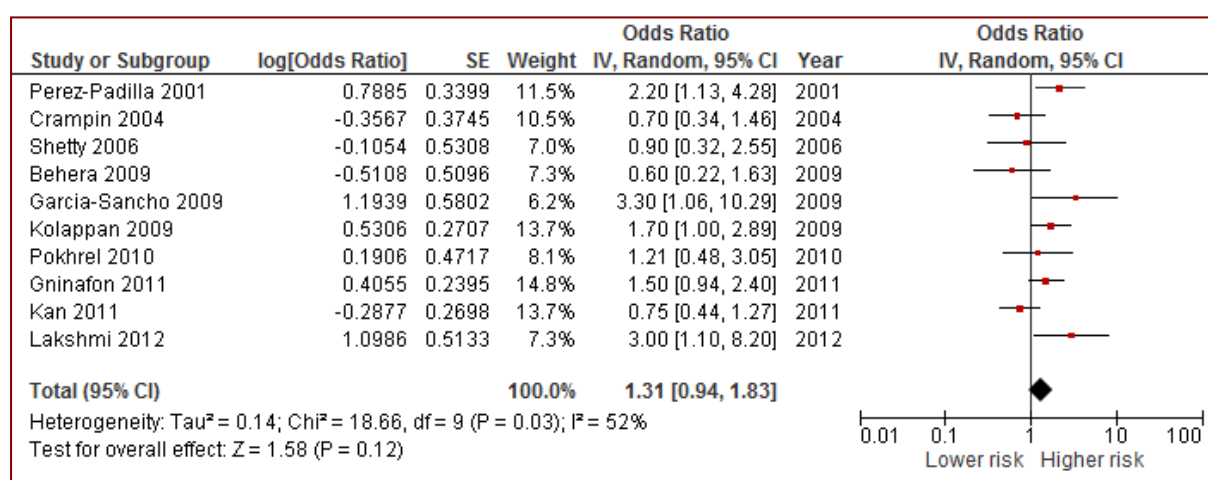 Odds Ratio Odds Ratio
Study or Subgroup log[Odds Ratio] SE Weight IV, Random, 95% CI Year IV, Random, 95% CI
Perez-Padilla 2001 0.7885 0.3399 11.5% 2.20 [1.13, 4.28] 2001
Crampin 2004 -0.3567 0.3745 10.5% 0.70 [0.34, 1.46] 2004
Shetty 2006 -0.1054 0.5308 7.0% 0.90 [0.32, 2.55] 2006
Behera 2009 -0.5108 0.5096 7.3% 0.60 [0.22, 1.63] 2009
Garcia-Sancho 2009 1.1939 0.5802 6.2% 3.30 [1.06, 10.29] 2009
Kolappan 2009 0.5306 0.2707 13.7% 1.70 [1.00, 2.89] 2009
Pokhrel 2010 0.1906 0.4717 8.1% 1.21 [0.48, 3.05] 2010
Gninafon 2011 0.4055 0.2395 14.8% 1.50 [0.94, 2.40] 2011
Kan 2011 -0.2877 0.2698 13.7% 0.75 [0.44, 1.27] 2011
Lakshmi 2012 1.0986 0.5133 7.3% 3.00 [1.10, 8.20] 2012
Total (95% CI) 100.0% 1.31 [0.94, 1.83]
Heterogeneity: Tau² = 0.14; Chi² = 18.66, df = 9 (P = 0.03); I² = 52%
Test for overall effect: Z = 1.58 (P = 0.12)
0.01 0.1 1 10 100
Lower risk Higher risk